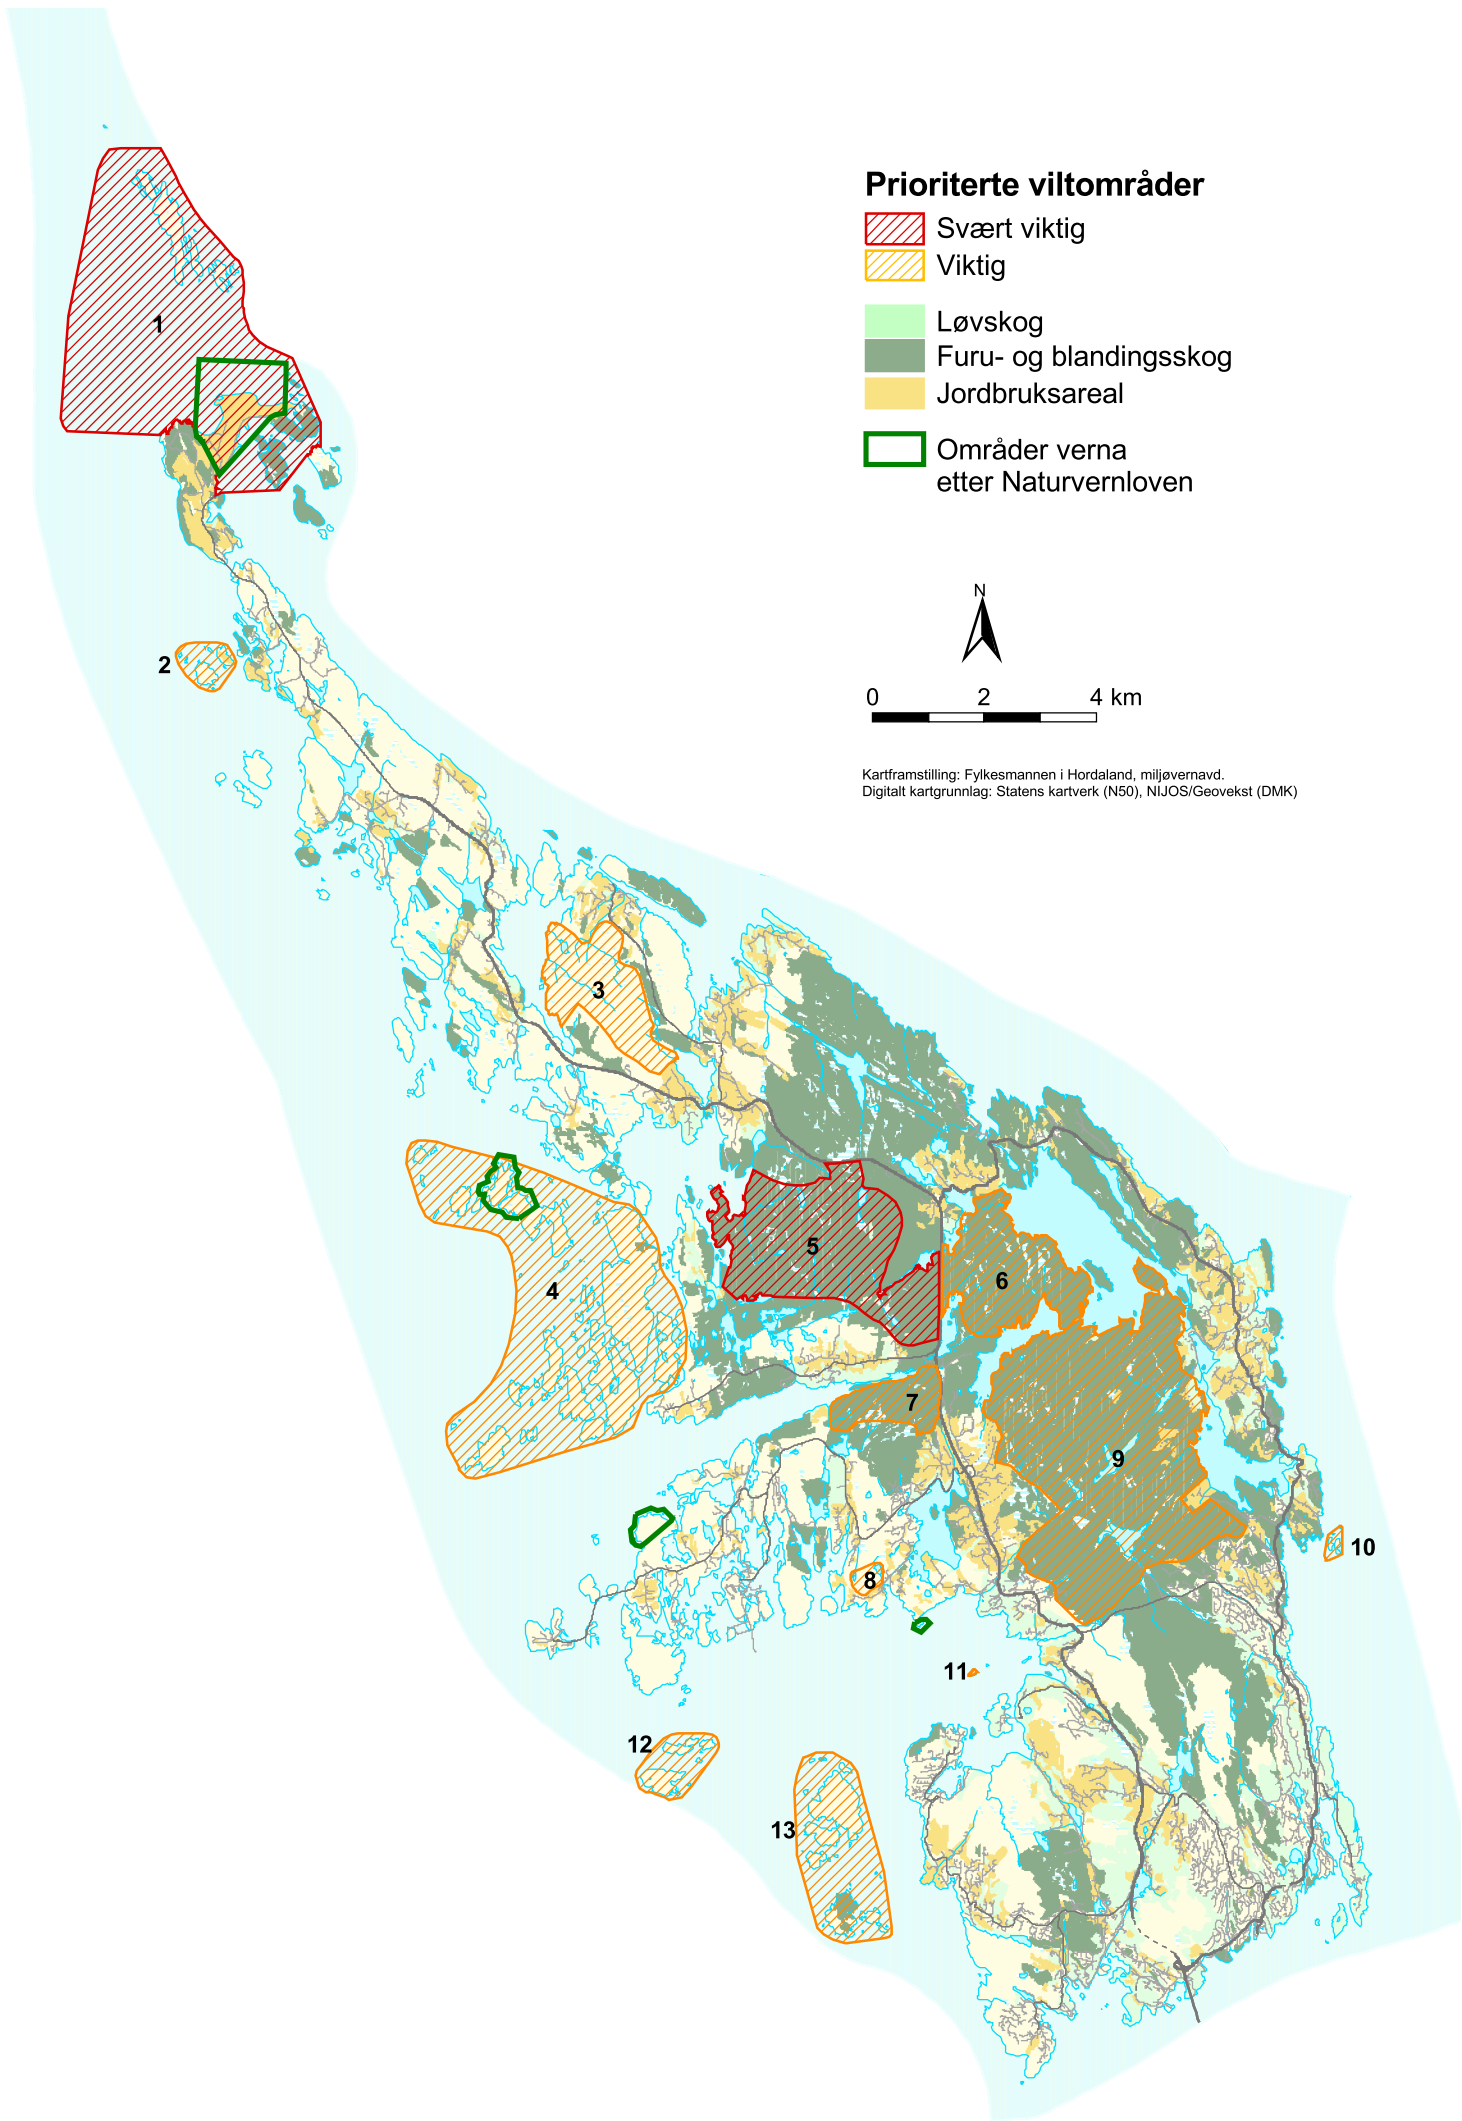 Prioriterte viltområder
Svært viktig
Viktig
Løvskog
Furu- og blandingsskog
Jordbruksareal
Områder verna
etter Naturvernloven
N
0 2 4 km
Kartframstilling: Fylkesmannen i Hordaland, miljøvernavd.
Digitalt kartgrunnlag: Statens kartverk (N50), NIJOS/Geovekst (DMK)
1
2
3
4
5
6
7
8
9
10
11
12
13